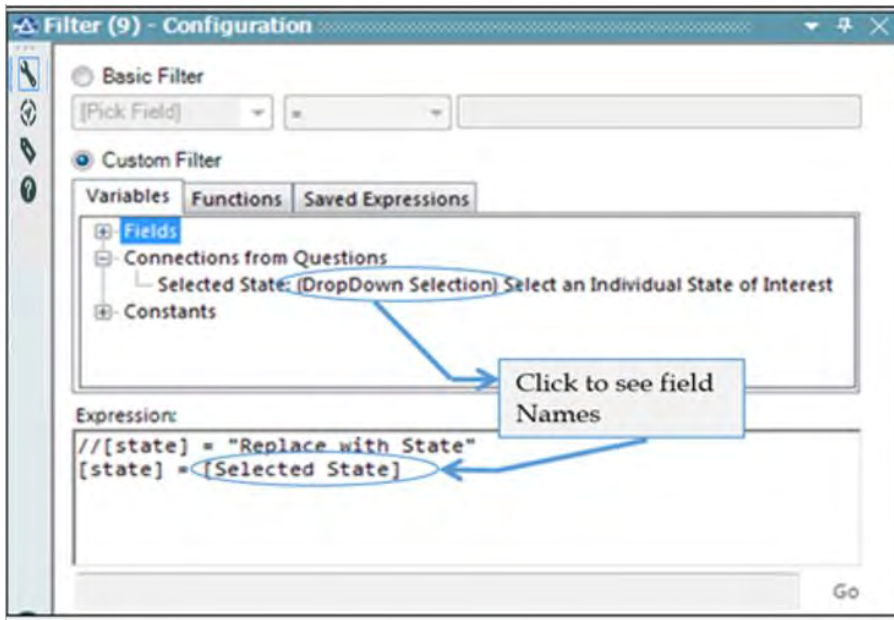 Filter (9) - Configuration
Basic Filter
[Pick Field] =
Custom Filter
Variables Functions Saved Expressions
Fields
Connections from Questions
Selected State: (DropDown Selection) Select an Individual State of Interest
Constants
Click to see field
Names
Expression:
//[state] = "Replace with State"
[state] = [Selected State]
Go